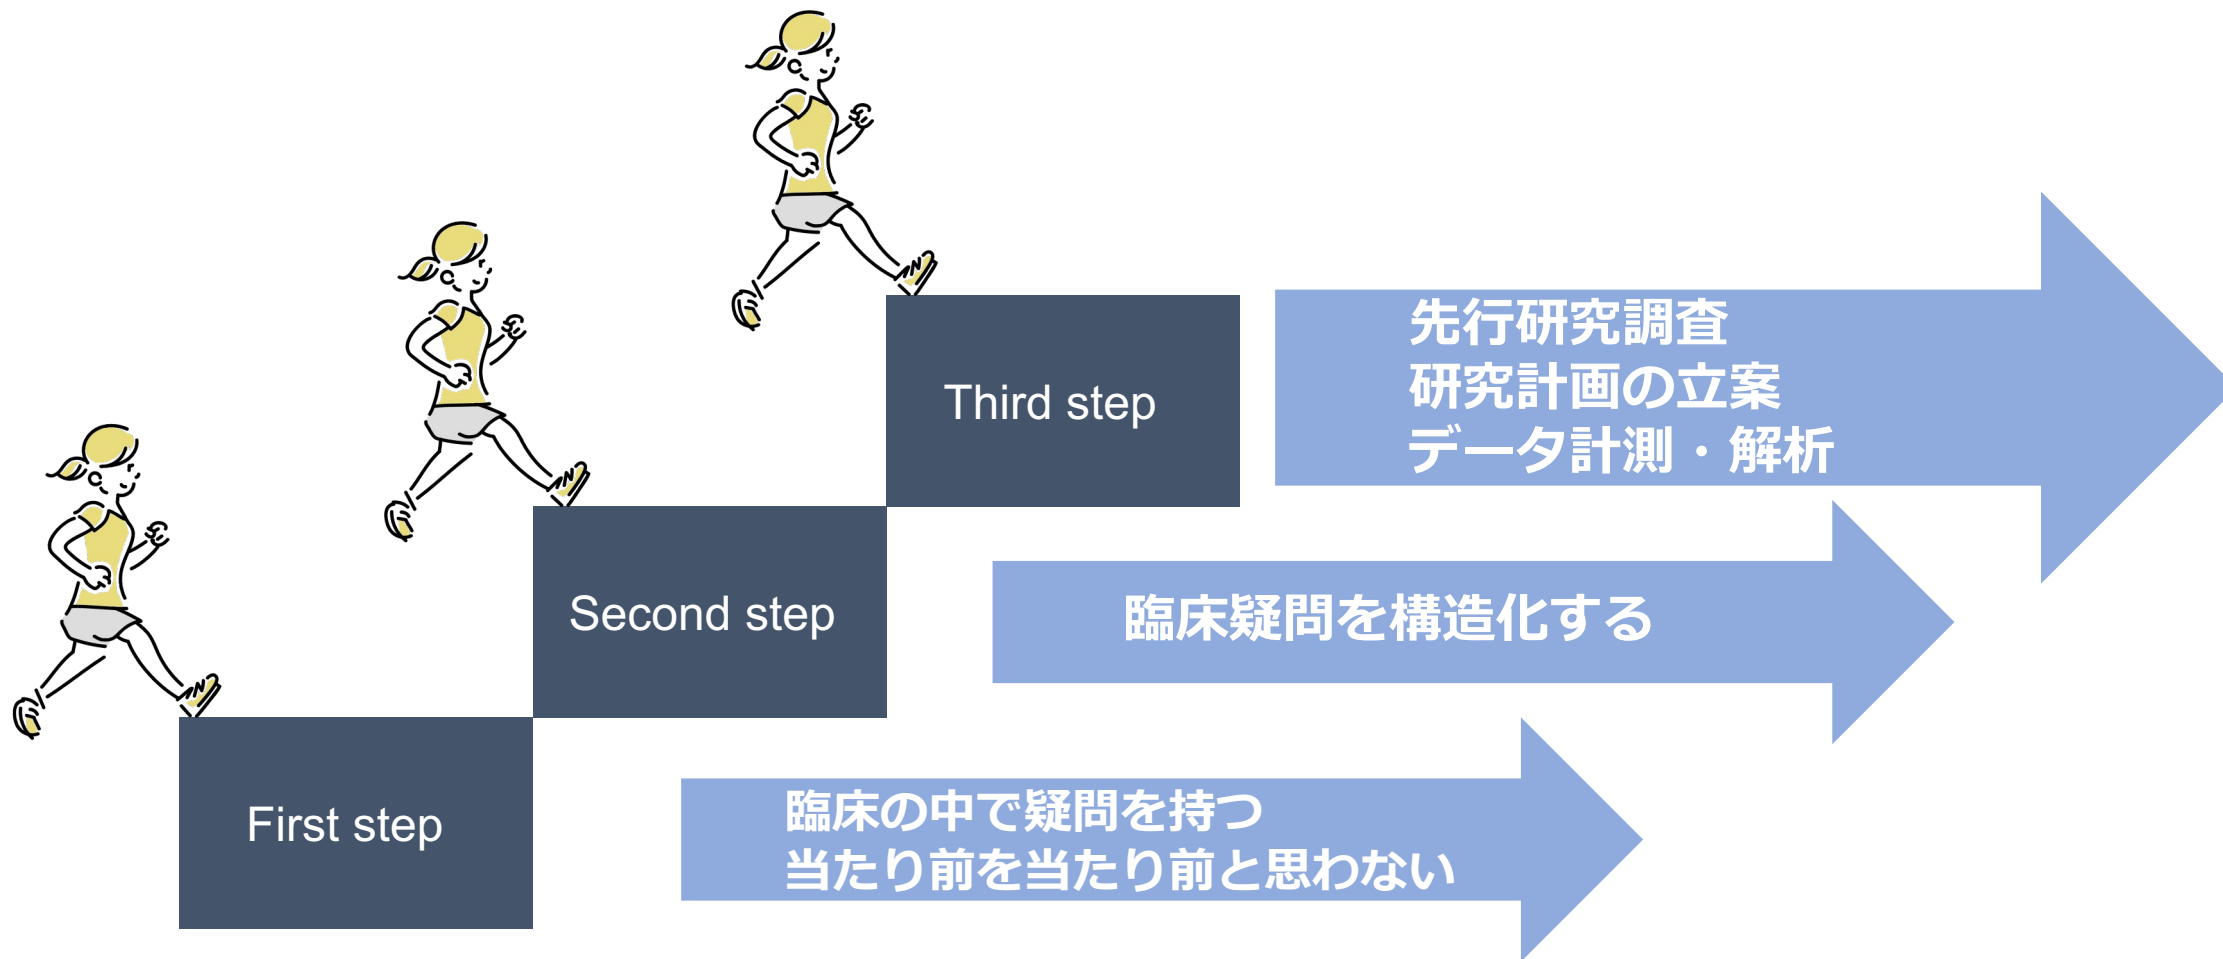 First step
臨床の中で疑問を持つ
当たり前を当たり前と思わない
Second step
臨床疑問を構造化する
Third step
先行研究調査
研究計画の立案
データ計測・解析